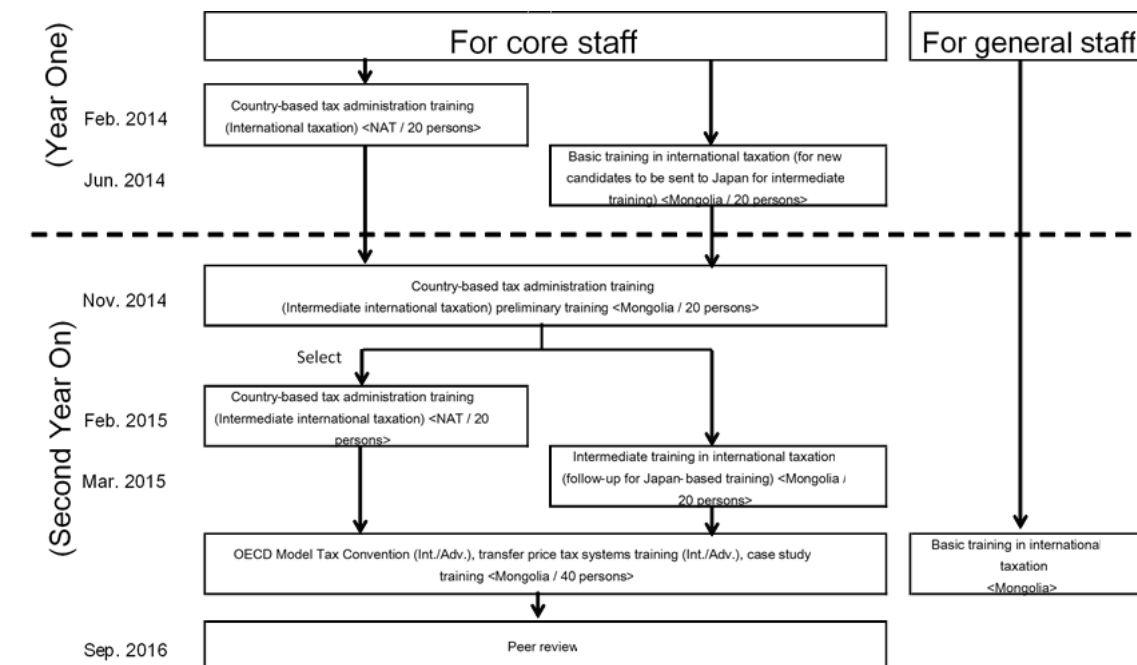 For core staff
For general staff
(Year One)
Feb. 2014
Country-based tax administration training
(International taxation) <NAT / 20 persons>
Jun. 2014
Basic training in international taxation (for new
candidates to be sent to Japan for intermediate
training) <Mongolia / 20 persons>
(Second Year On)
Nov. 2014
Country-based tax administration training
(Intermediate international taxation) preliminary training <Mongolia / 20 persons>
Select
Feb. 2015
Country-based tax administration training
(Intermediate international taxation) <NAT / 20
persons>
Mar. 2015
Intermediate training in international taxation
(follow-up for Japan-based training) <Mongolia /
20 persons>
OECD Model Tax Convention (Int./Adv.), transfer price tax systems training (Int./Adv.), case study
training <Mongolia / 40 persons>
Basic training in international
taxation
<Mongolia>
Sep. 2016
Peer review